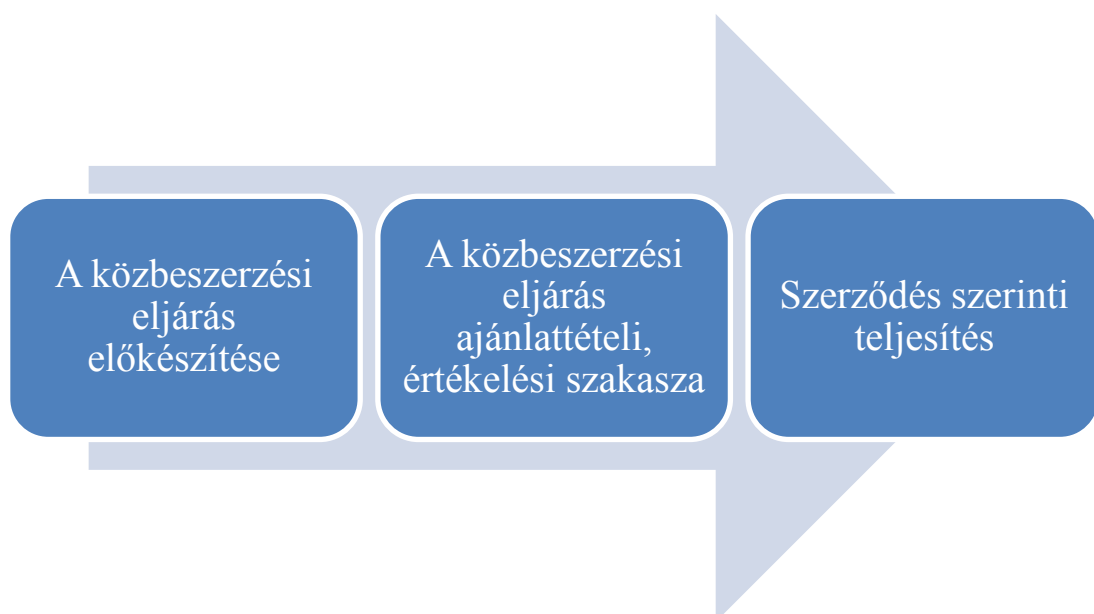 A közbeszerzési
eljárás
előkészítése
A közbeszerzési
eljárás
ajánlattételi,
értékelési szakasza
Szerződés szerinti
teljesítés